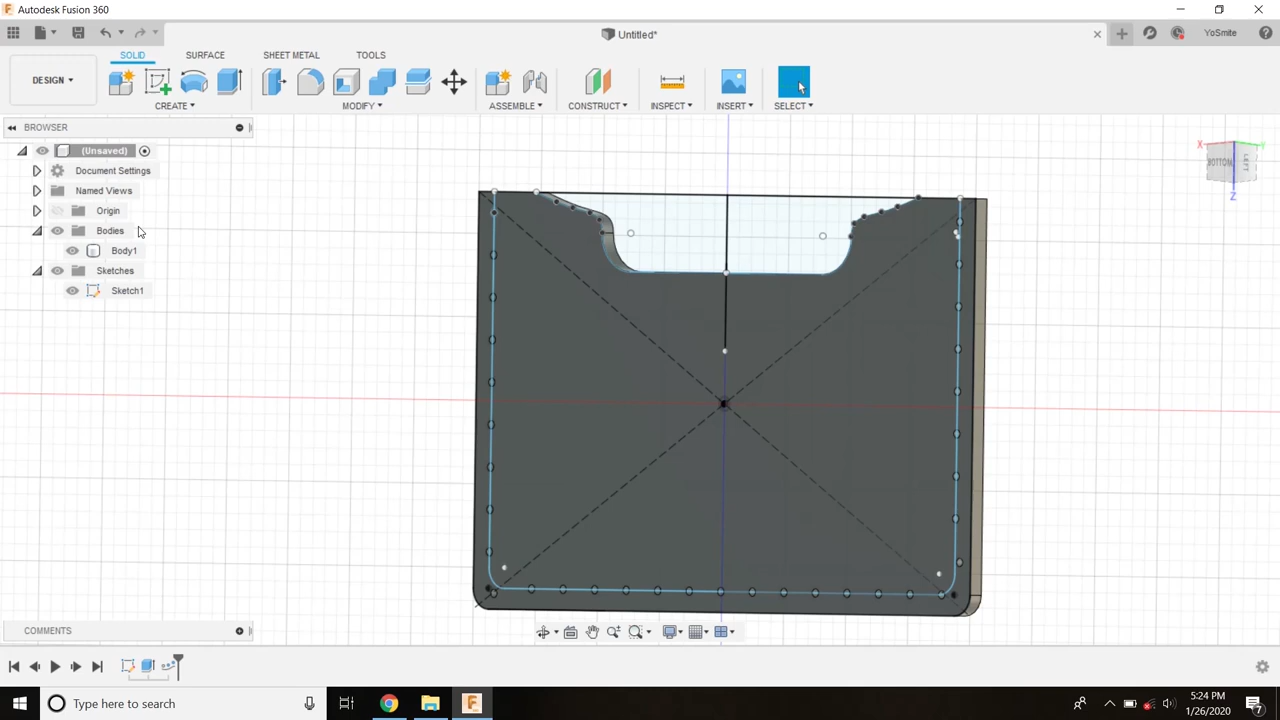 Autodesk Fusion 360
Untitled*
YoSmite
SOLID SURFACE SHEET METAL TOOLS
DESIGN
CREATE MODIFY ASSEMBLE CONSTRUCT INSPECT INSERT SELECT
BROWSER
(Unsaved)
Document Settings
Named Views
Origin
Bodies
Body1
Sketches
Sketch1
X Y
BOTTOM LEFT
Z
COMMENTS
Type here to search
5:24 PM
1/26/2020
7